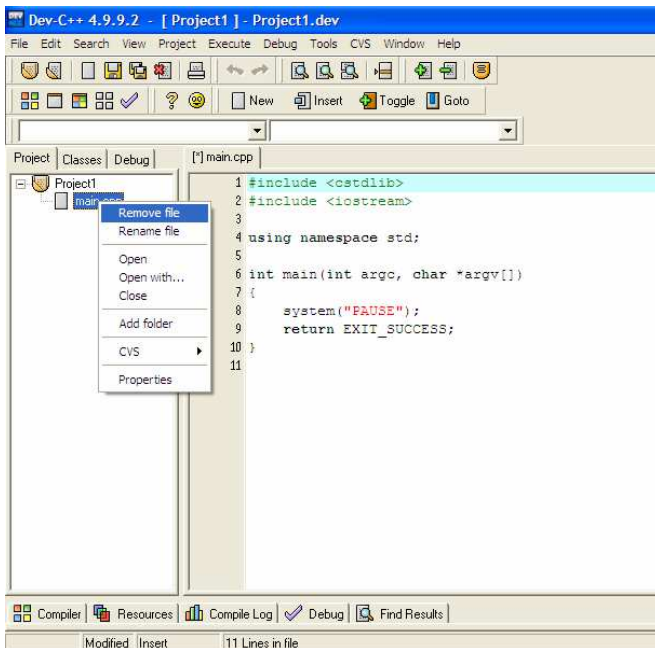 Dev-C++ 4.9.9.2 - [ Project1 ] - Project1.dev
File Edit Search View Project Execute Debug Tools CVS Window Help
New Insert Toggle Goto
Project Classes Debug
[*] main.cpp
Project1
main.cpp
Remove file
Rename file
Open
Open with...
Close
Add folder
CVS
Properties
1 #include <cstdlib>
2 #include <iostream>
3
4 using namespace std;
5
6 int main(int argc, char *argv[])
7 {
8 system("PAUSE");
9 return EXIT_SUCCESS;
10 }
11
Compiler Resources Compile Log Debug Find Results
Modified Insert 11 Lines in file